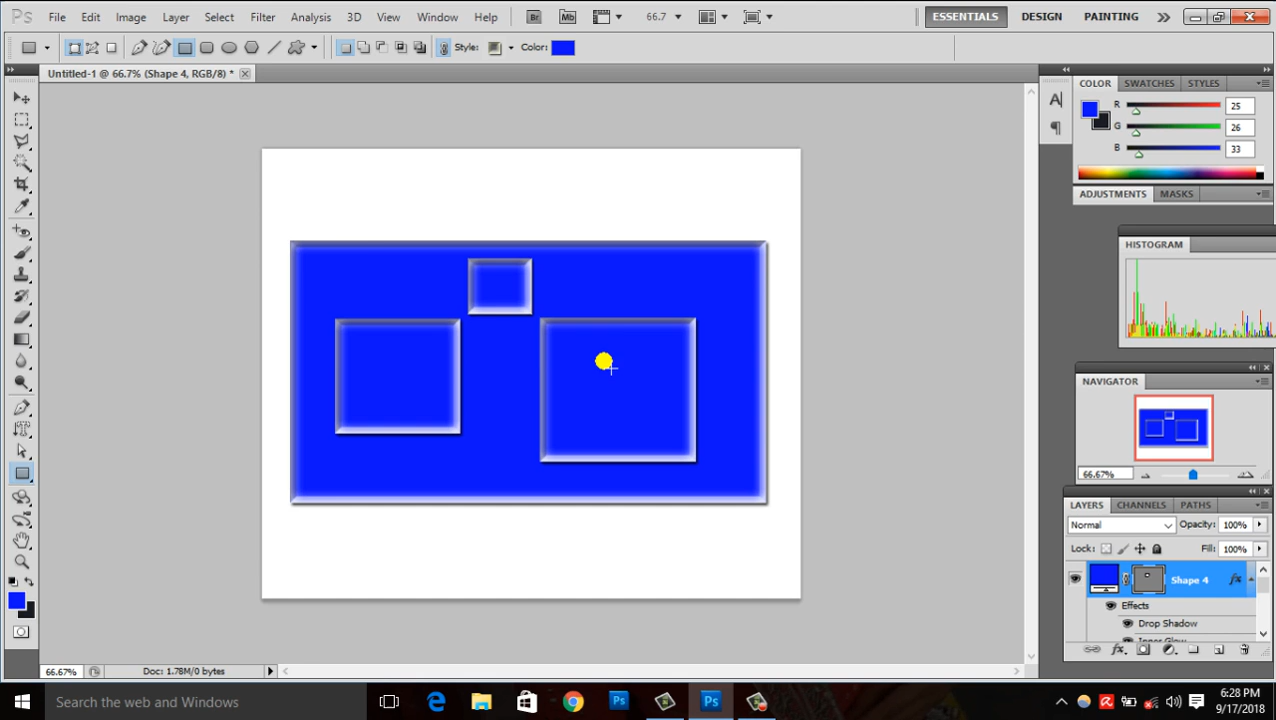 Ps File Edit Image Layer Select Filter Analysis 3D View Window Help Br Mb 66.7 ESSENTIALS DESIGN PAINTING
Style: Color:
Untitled-1 @ 66.7% (Shape 4, RGB/8) *
COLOR SWATCHES STYLES
R 25
G 26
B 33
ADJUSTMENTS MASKS
HISTOGRAM
NAVIGATOR
66.67%
LAYERS CHANNELS PATHS
Normal Opacity: 100%
Lock: Fill: 100%
Shape 4 fx
Effects
Drop Shadow
Inner Glow
66.67% Doc: 1.78M/0 bytes
Search the web and Windows
6:28 PM
9/17/2018